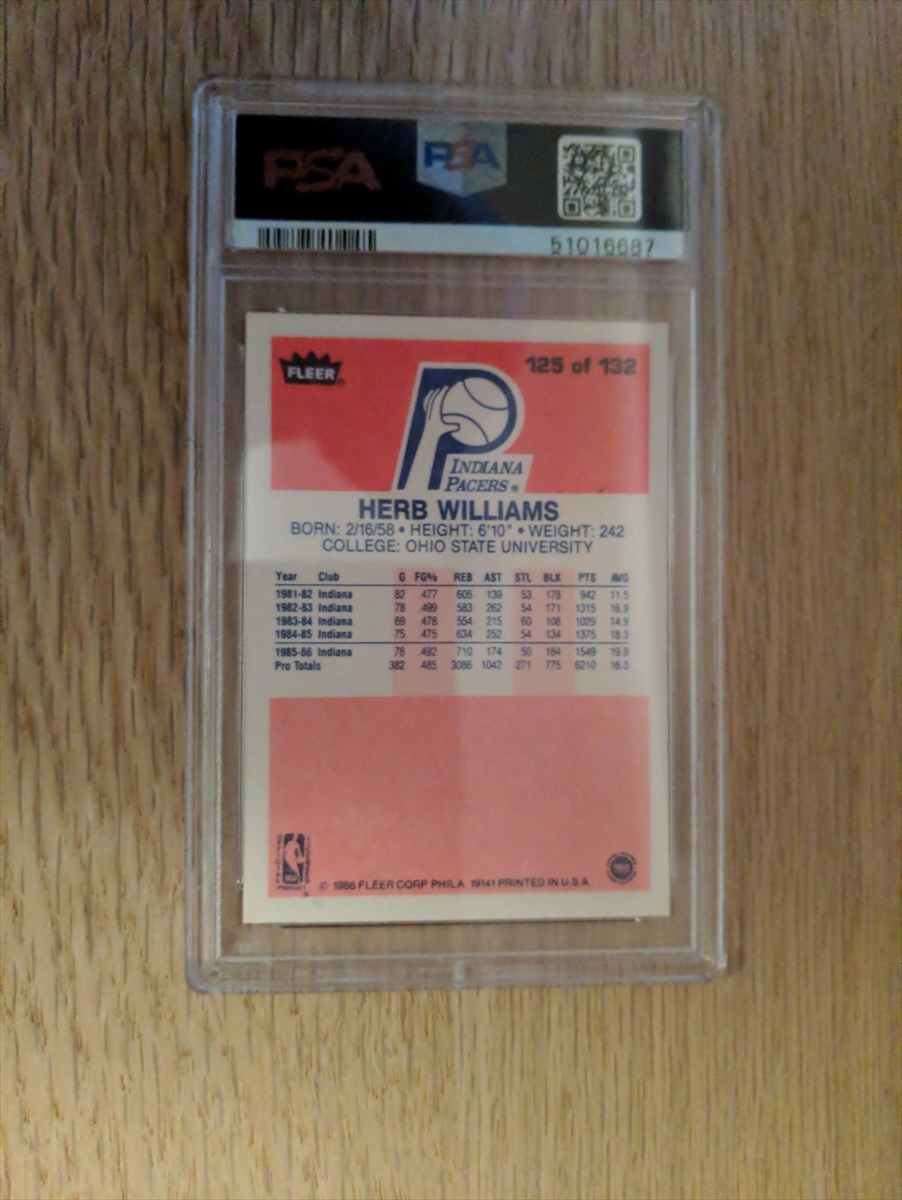 PSA PSA
51016687
FLEER® 125 of 132
INDIANA
PACERS®
HERB WILLIAMS
BORN: 2/16/58 • HEIGHT: 6'10" • WEIGHT: 242
COLLEGE: OHIO STATE UNIVERSITY
Year Club G FG% REB AST STL BLK PTS AVG
1981-82 Indiana 82 .477 605 139 53 178 942 11.5
1982-83 Indiana 78 .499 583 262 54 171 1315 16.9
1983-84 Indiana 69 .478 554 215 60 108 1029 14.9
1984-85 Indiana 75 .475 634 252 54 134 1375 18.3
1985-86 Indiana 78 .492 710 174 50 184 1549 19.9
Pro Totals 382 .485 3086 1042 271 775 6210 16.3
PRODUCT
© 1986 FLEER CORP PHILA. 19141 PRINTED IN U.S.A.